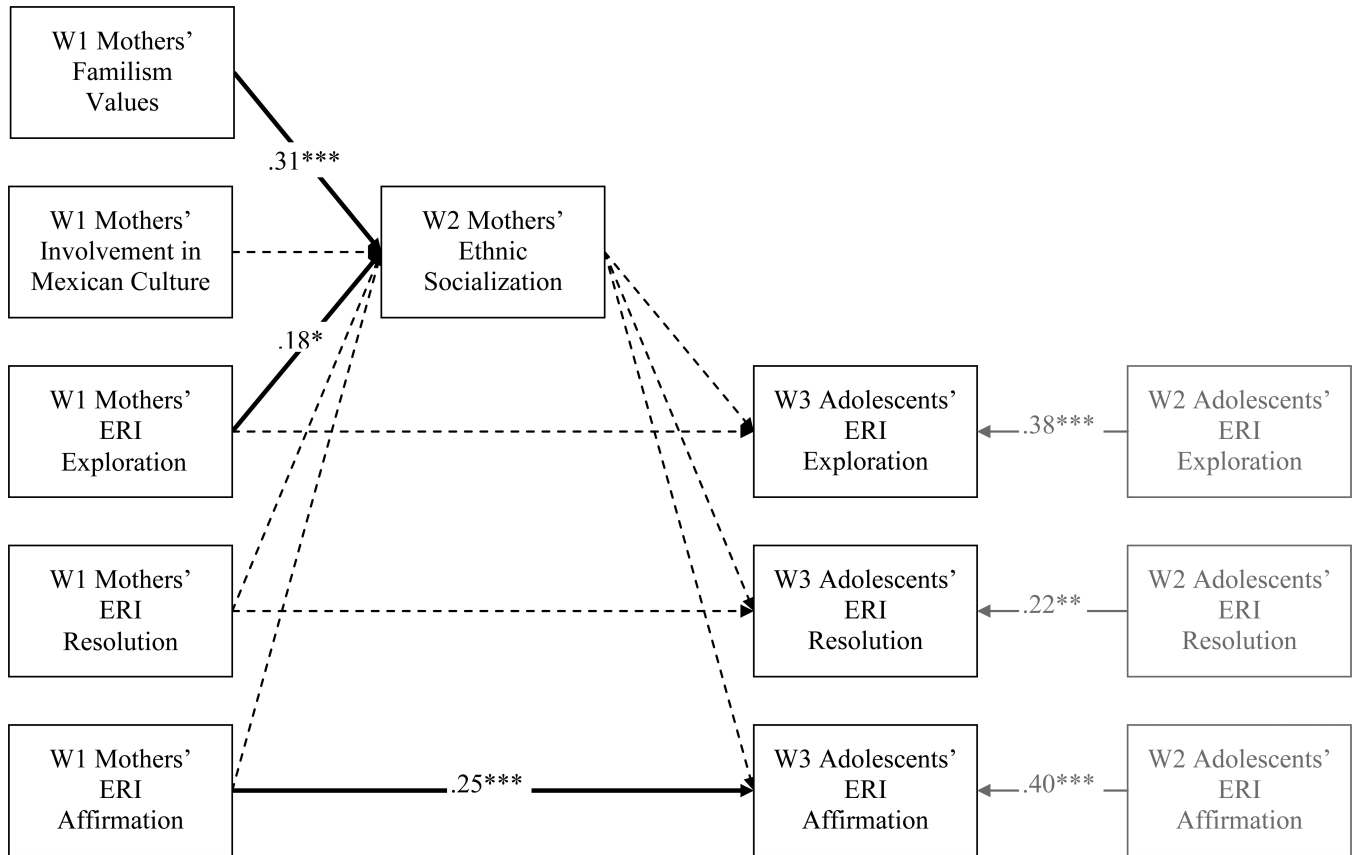 W1 Mothers’
Familism
Values
.31***
W1 Mothers’
Involvement in
Mexican Culture
W2 Mothers’
Ethnic
Socialization
.18*
W1 Mothers’
ERI
Exploration
W3 Adolescents’
ERI
Exploration
.38***
W2 Adolescents’
ERI
Exploration
W1 Mothers’
ERI
Resolution
W3 Adolescents’
ERI
Resolution
.22**
W2 Adolescents’
ERI
Resolution
W1 Mothers’
ERI
Affirmation
.25***
W3 Adolescents’
ERI
Affirmation
.40***
W2 Adolescents’
ERI
Affirmation